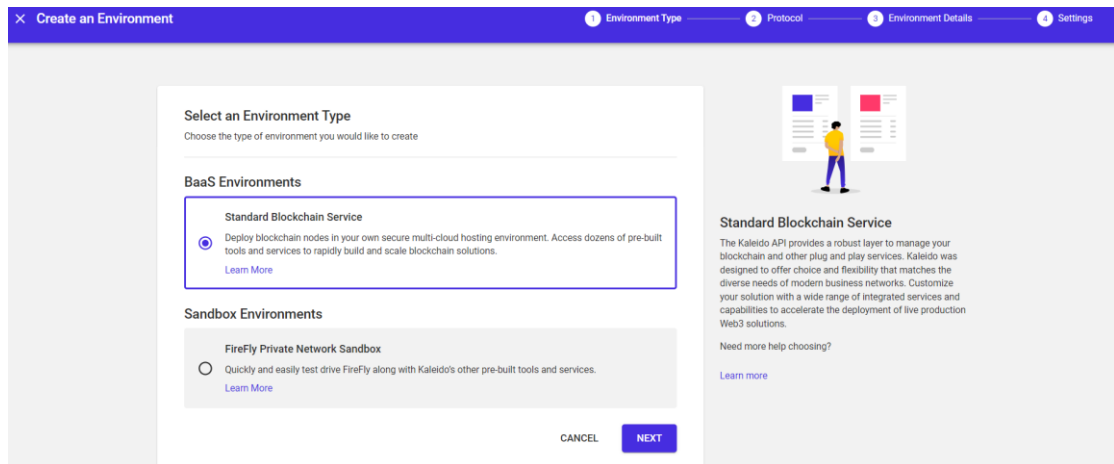 × Create an Environment
1 Environment Type
2 Protocol
3 Environment Details
4 Settings
Select an Environment Type
Choose the type of environment you would like to create
BaaS Environments
Standard Blockchain Service
Deploy blockchain nodes in your own secure multi-cloud hosting environment. Access dozens of pre-built
tools and services to rapidly build and scale blockchain solutions.
Learn More
Sandbox Environments
FireFly Private Network Sandbox
Quickly and easily test drive FireFly along with Kaleido's other pre-built tools and services.
Learn More
CANCEL
NEXT
Standard Blockchain Service
The Kaleido API provides a robust layer to manage your
blockchain and other plug and play services. Kaleido was
designed to offer choice and flexibility that matches the
diverse needs of modern business networks. Customize
your solution with a wide range of integrated services and
capabilities to accelerate the deployment of live production
Web3 solutions.
Need more help choosing?
Learn more